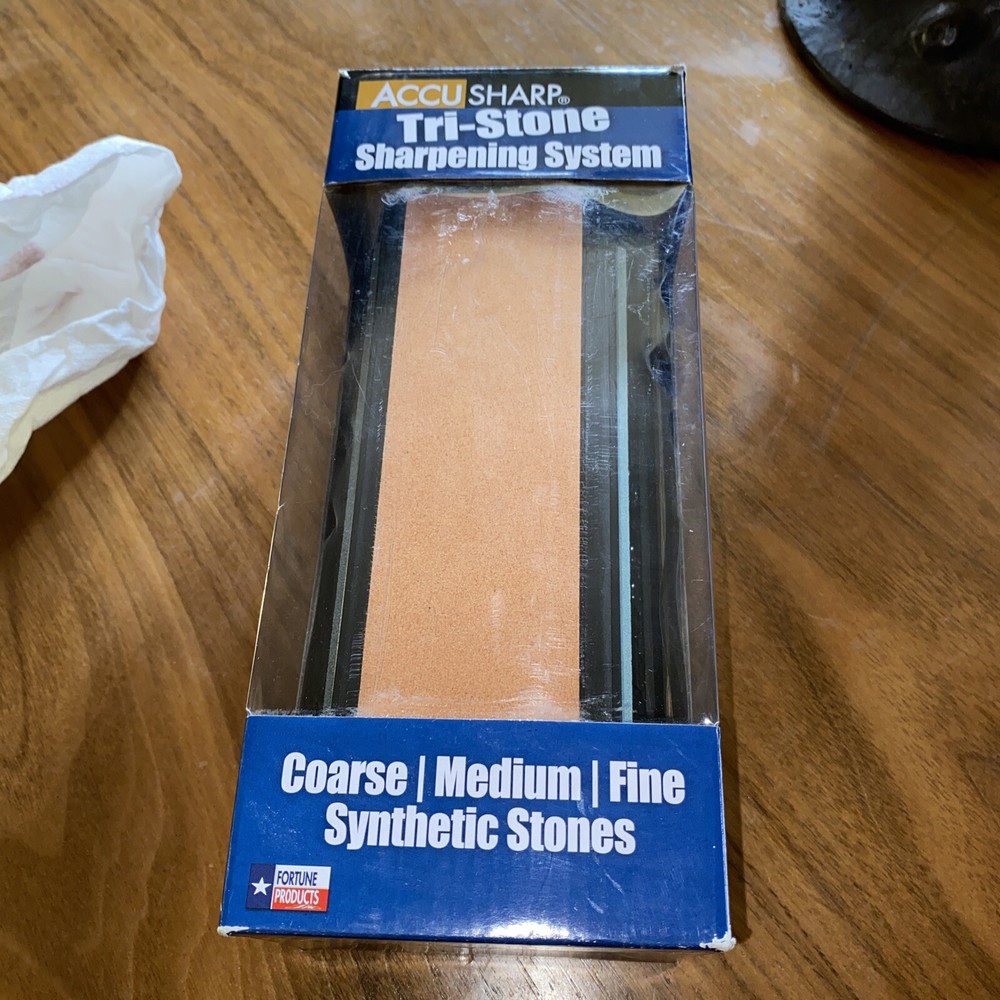 ACCUSHARP®
Tri-Stone
Sharpening System
Coarse | Medium | Fine
Synthetic Stones
FORTUNE
PRODUCTS